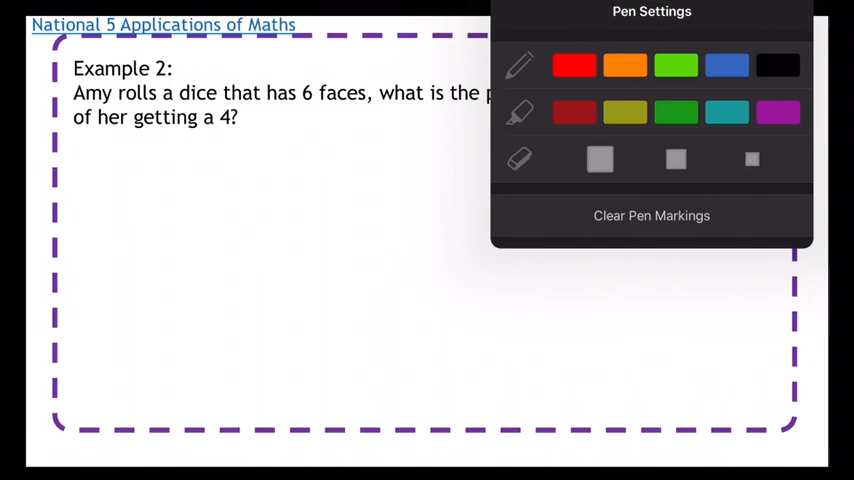 National 5 Applications of Maths
Pen Settings
Example 2:
Amy rolls a dice that has 6 faces, what is the
of her getting a 4?
Clear Pen Markings